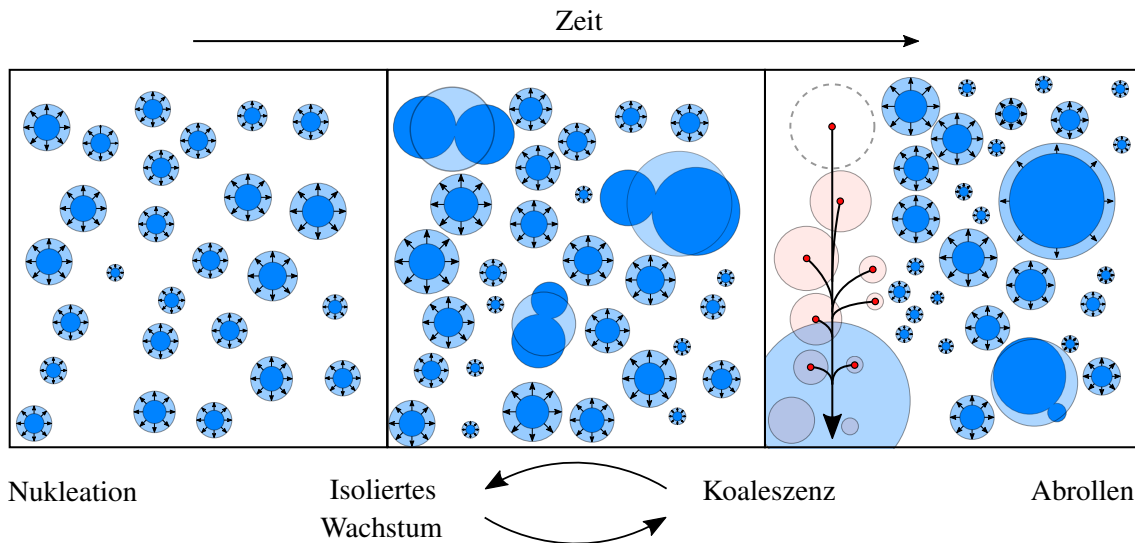 Zeit
Nukleation
Isoliertes
Wachstum
Koaleszenz
Abrollen